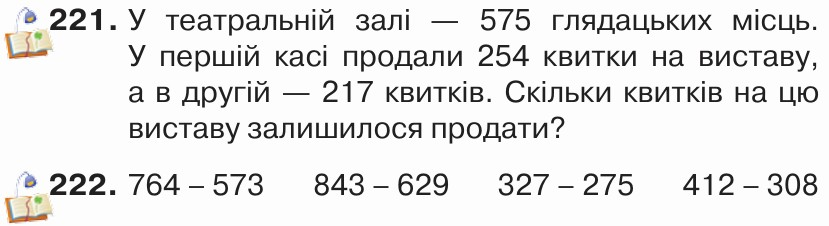 221. У театральній залі — 575 глядацьких місць.
У першій касі продали 254 квитки на виставу,
а в другій — 217 квитків. Скільки квитків на цю
виставу залишилося продати?
222. 764 – 573 843 – 629 327 – 275 412 – 308